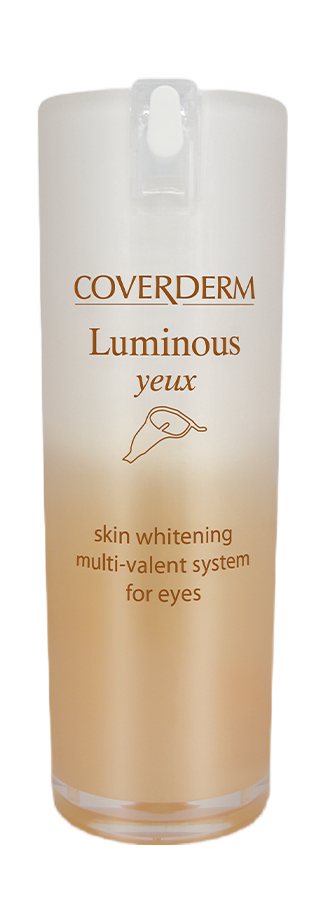 COVERDERM
Luminous
yeux
skin whitening
multi-valent system
for eyes